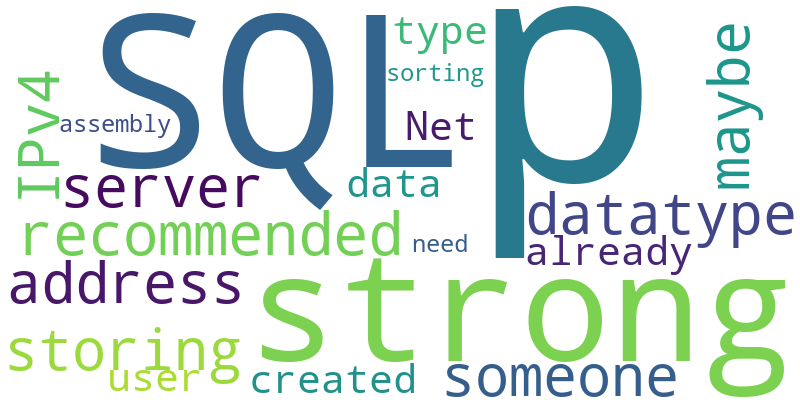 SQL
p
type
sorting
maybe
IPv4
assembly
Net
server
data
datatype
recommended
need
already
address
strong
storing
user
created
someone